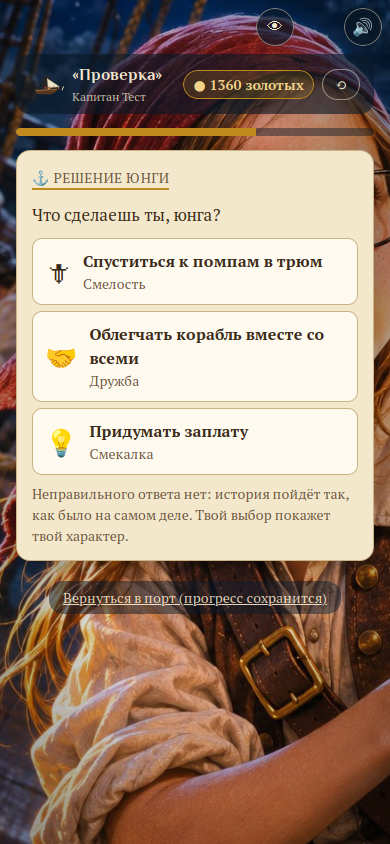 «Проверка»
Капитан Тест
1360 золотых
РЕШЕНИЕ ЮНГИ
Что сделаешь ты, юнга?
Спуститься к помпам в трюм
Смелость
Облегчать корабль вместе со
всеми
Дружба
Придумать заплату
Смекалка
Неправильного ответа нет: история пойдёт так,
как было на самом деле. Твой выбор покажет
твой характер.
Вернуться в порт (прогресс сохранится)